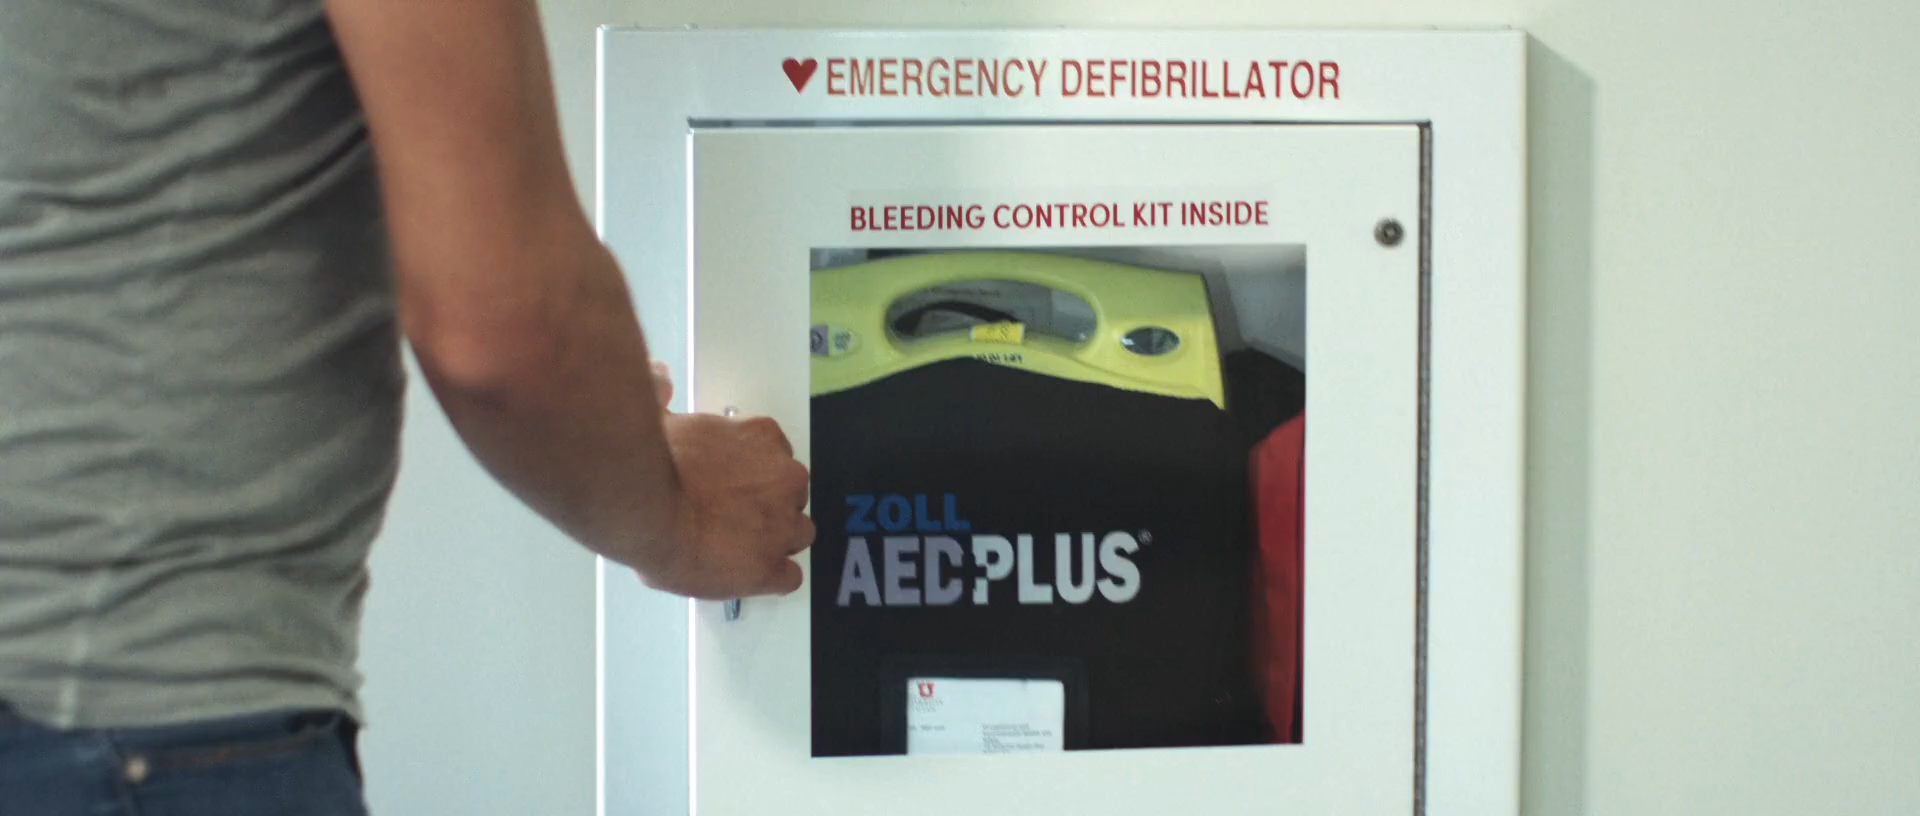 EMERGENCY DEFIBRILLATOR
BLEEDING CONTROL KIT INSIDE
ZOLL
AED PLUS®